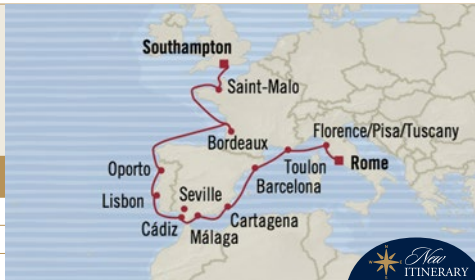 Southampton
Saint-Malo
Bordeaux
Florence/Pisa/Tuscany
Oporto
Toulon
Rome
Barcelona
Lisbon
Seville
Cartagena
Cádiz
Málaga
New
ITINERARY